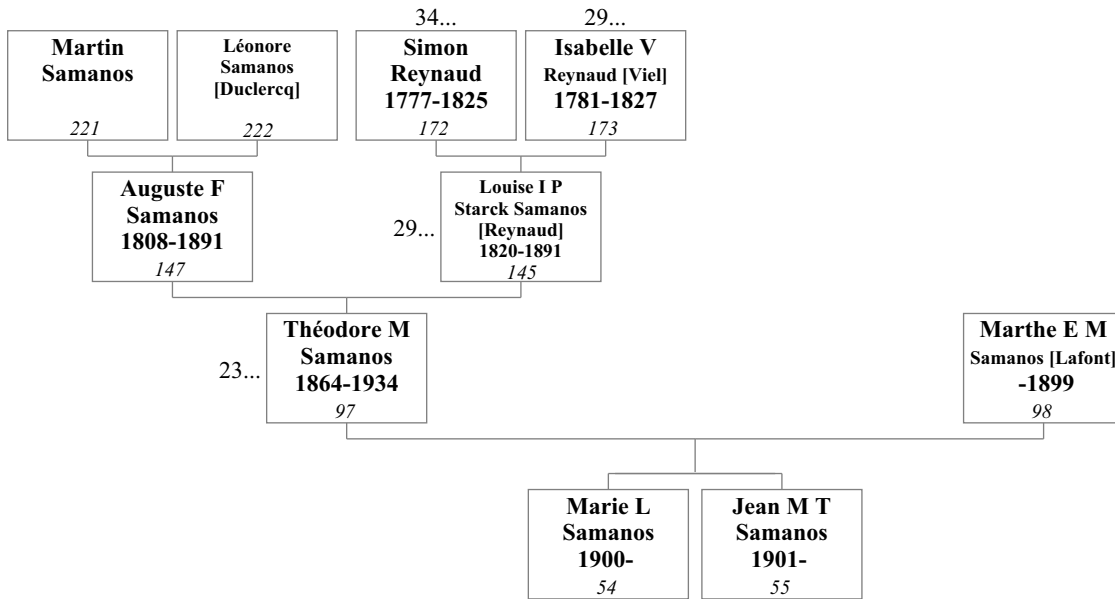 34...
29...
Martin
Samanos
221
Léonore
Samanos
[Duclercq]
222
Simon
Reynaud
1777-1825
172
Isabelle V
Reynaud [Viel]
1781-1827
173
Auguste F
Samanos
1808-1891
147
29...
Louise I P
Starck Samanos
[Reynaud]
1820-1891
145
23...
Théodore M
Samanos
1864-1934
97
Marthe E M
Samanos [Lafont]
-1899
98
Marie L
Samanos
1900-
54
Jean M T
Samanos
1901-
55